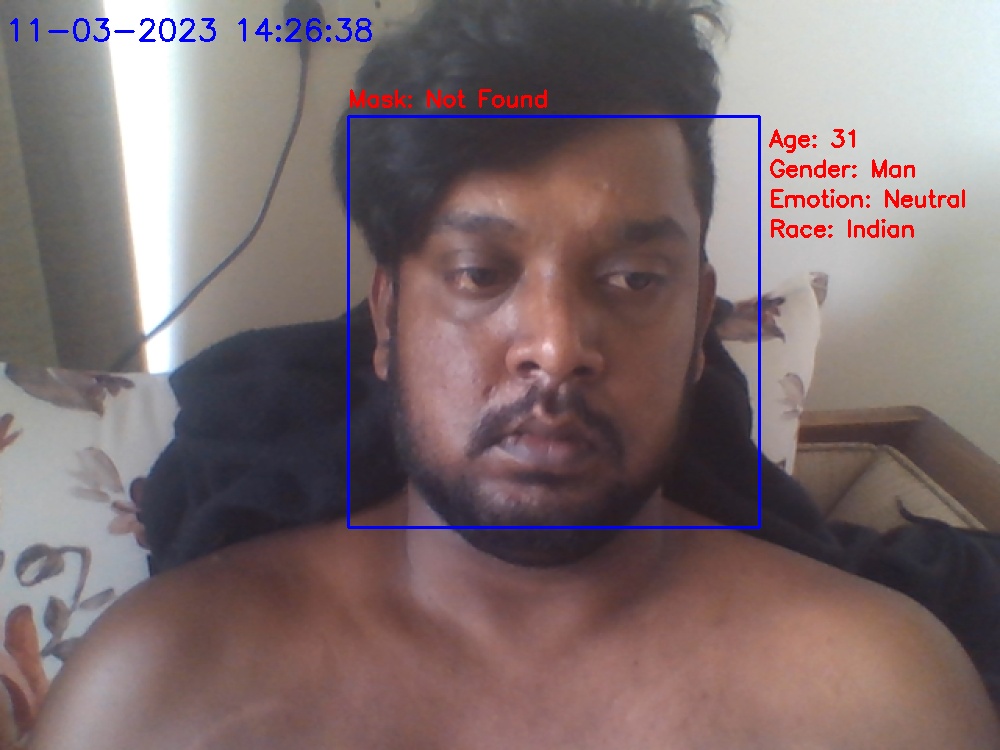 11-03-2023 14:26:38
Mask: Not Found
Age: 31
Gender: Man
Emotion: Neutral
Race: Indian